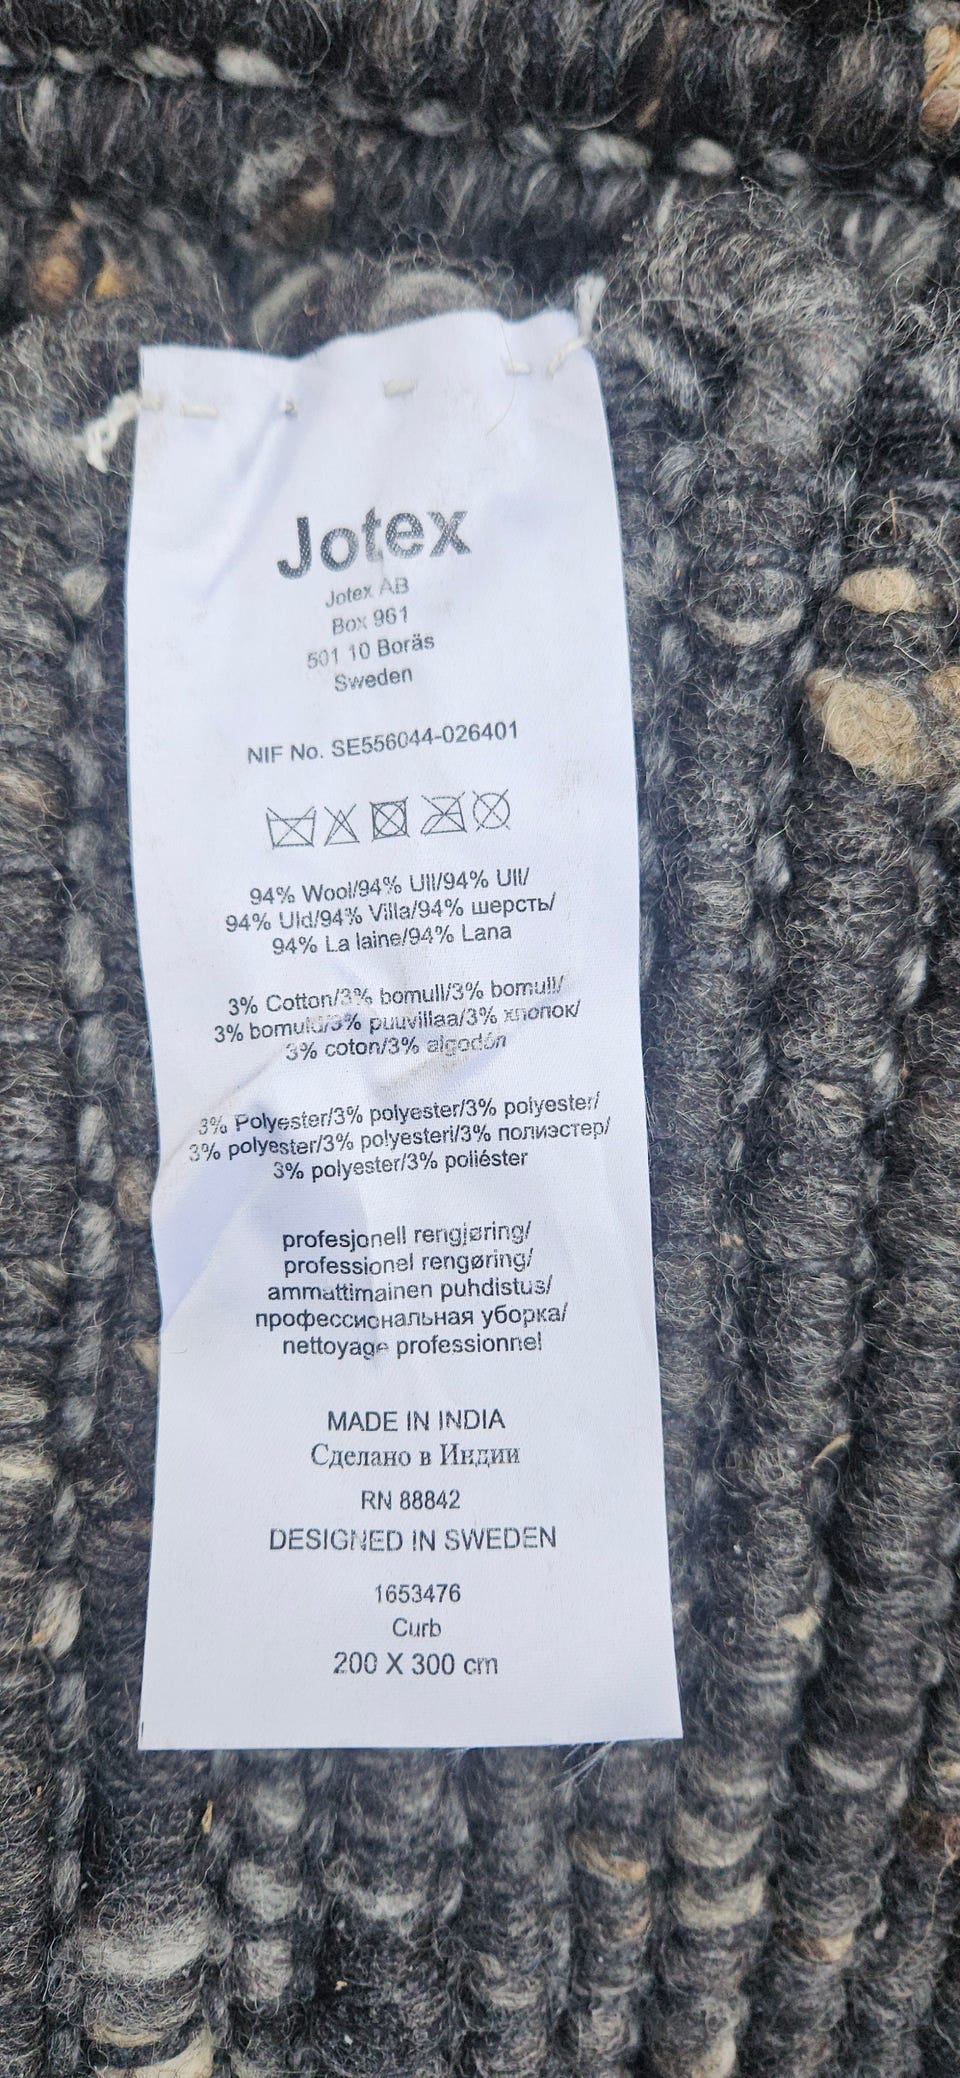 Jotex
Jotex AB
Box 961
501 10 Borås
Sweden
NIF No. SE556044-026401
94% Wool/94% Ull/94% Ull/
94% Uld/94% Villa/94% шерсть/
94% La laine/94% Lana
3% Cotton/3% bomull/3% bomull/
3% bomuld/3% puuvillaa/3% хлопок/
3% coton/3% algodón
3% Polyester/3% polyester/3% polyester/
3% polyester/3% polyesteri/3% полиэстер/
3% polyester/3% poliéster
profesjonell rengjøring/
professionel rengøring/
ammattimainen puhdistus/
профессиональная уборка/
nettoyage professionnel
MADE IN INDIA
Сделано в Индии
RN 88842
DESIGNED IN SWEDEN
1653476
Curb
200 X 300 cm